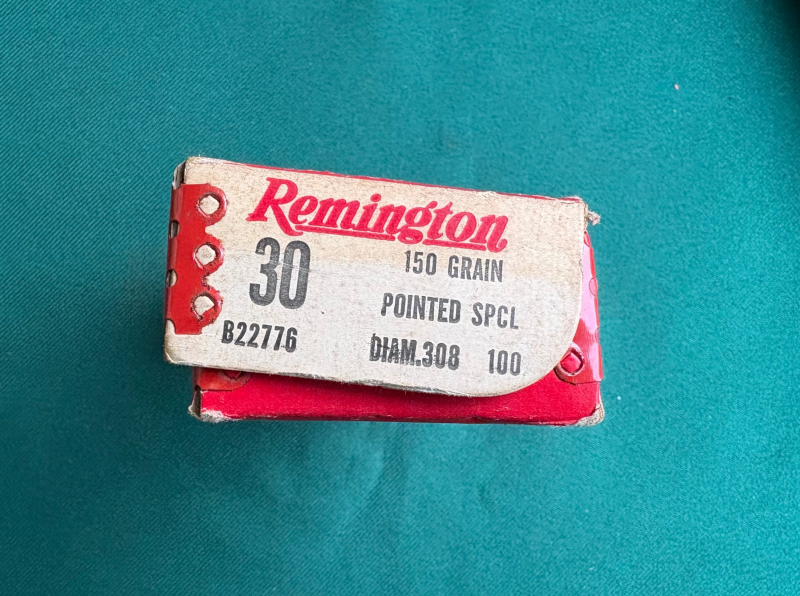 Remington
30
150 GRAIN
POINTED SPCL
B22776
DIAM.308 100